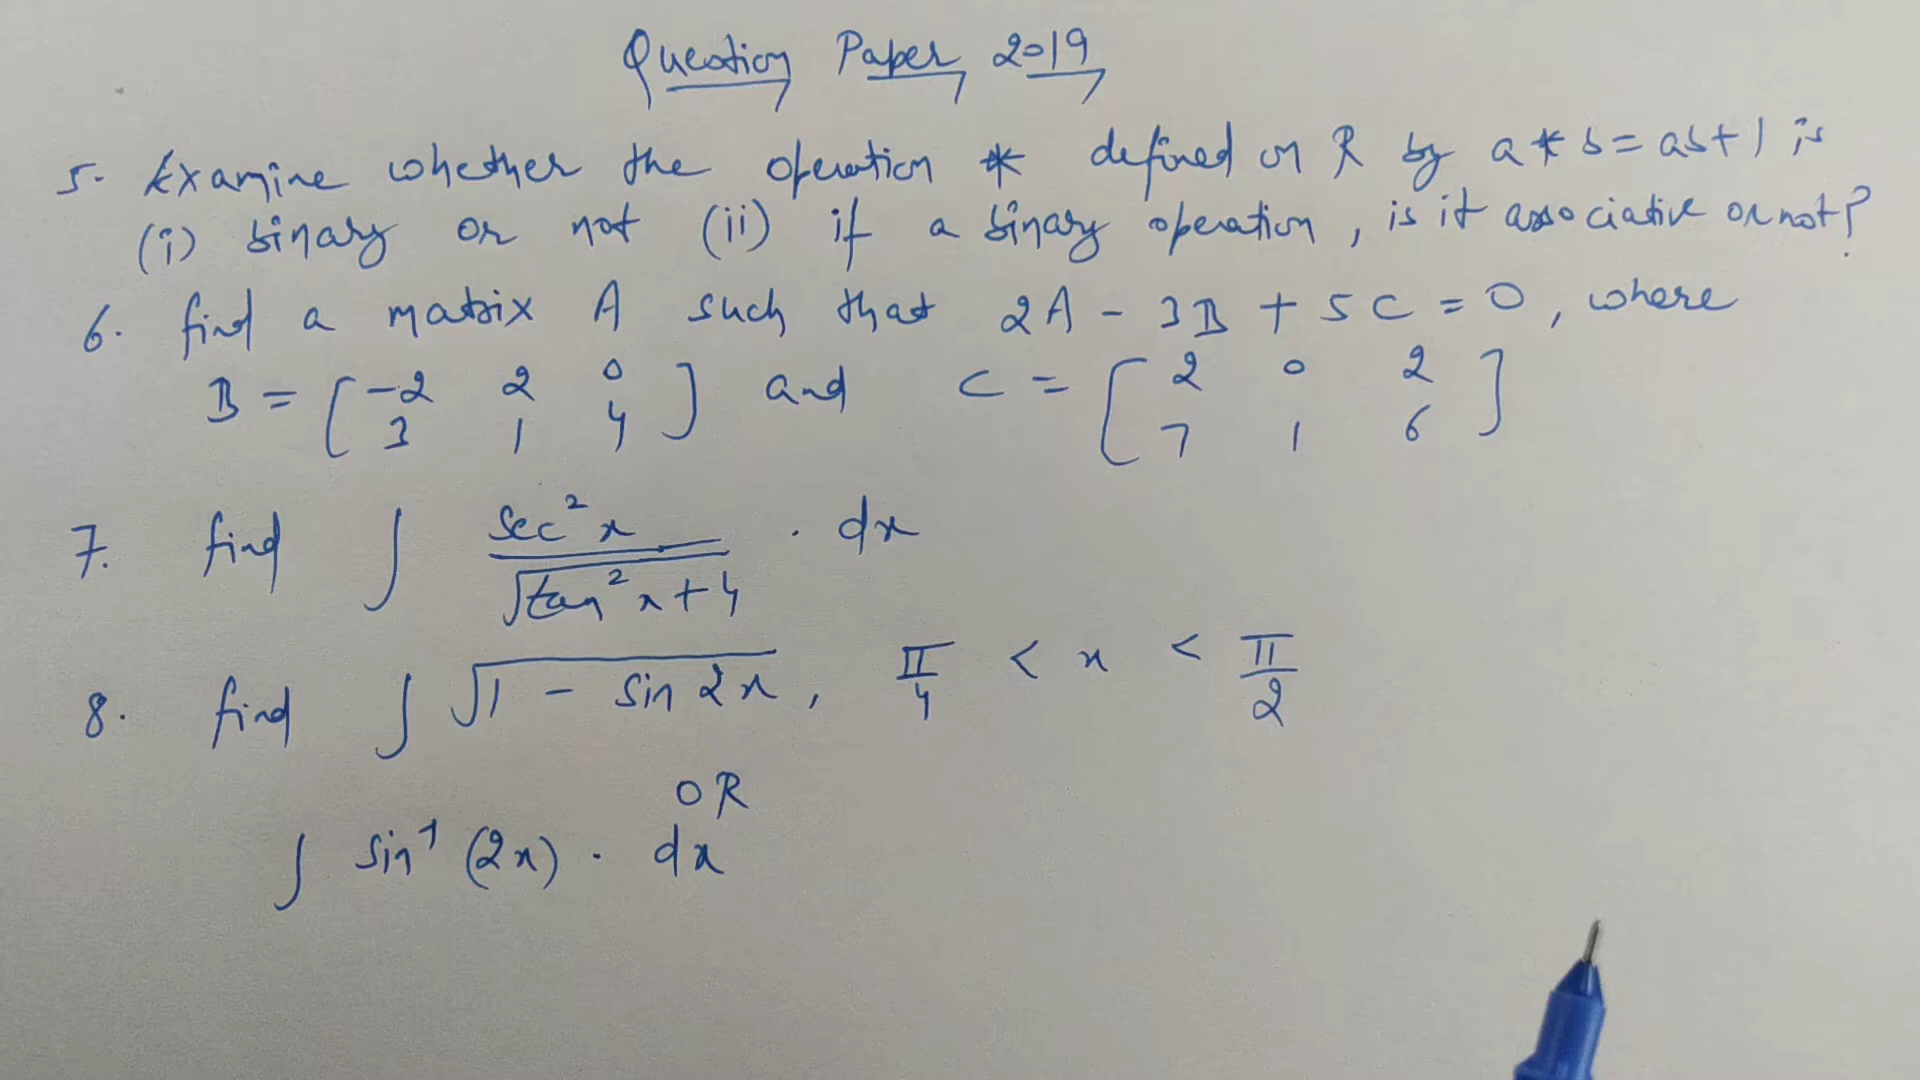 Question Paper 2019
5. Examine whether the operation * defined on R by a * b = ab + 1 is
(i) binary or not (ii) if a binary operation, is it associative or not?
6. find a matrix A such that 2A - 3B + 5C = 0, where
B = [ -2 2 0 ] and C = [ 2 0 2 ]
3 1 4 7 1 6
7. find ∫ sec² x / √(tan² x + 4) . dx
8. find ∫ √(1 - sin 2x) , π/4 < x < π/2
OR
∫ sin⁻¹ (2x) . dx